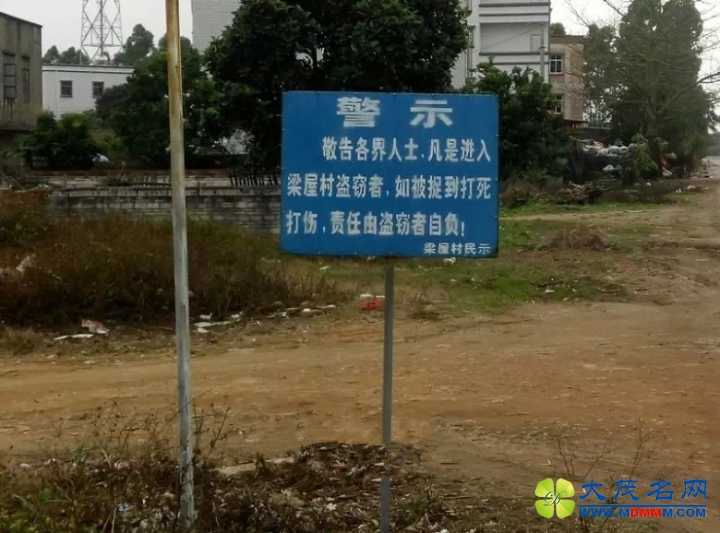 警示
敬告各界人士，凡是进入
梁屋村盗窃者，如被捉到打死
打伤，责任由盗窃者自负！
梁屋村民示
大茂名网
MDMMM.COM